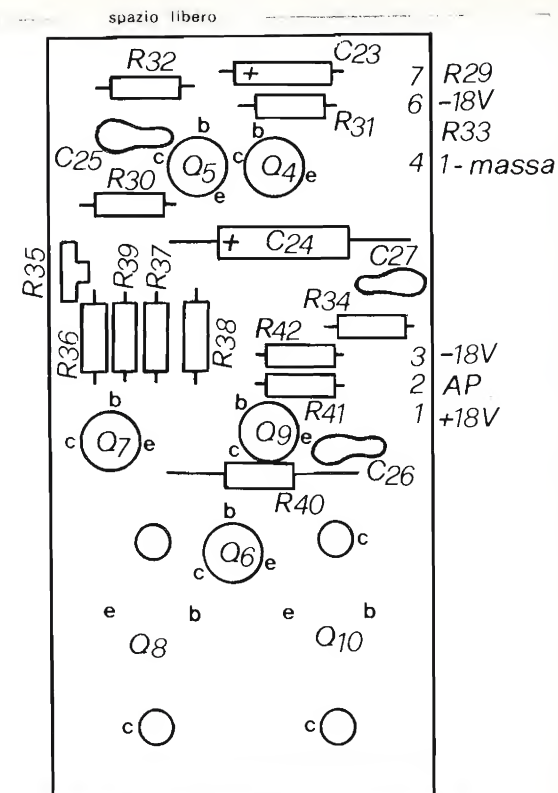 spazio libero
R32 C23
+
7 R29
6 -18V
R31
R33
C25
b b
c Q5 e c Q4 e
4 1-massa
R30
+ C24
C27
R35
R39 R37
R34
R36
R38
R42
3 -18V
2 AP
R41
1 +18V
b b
c Q7 e
Q9 e
c
C26
R40
b
c
Q6 e
c
e b e b
Q8 Q10
c c